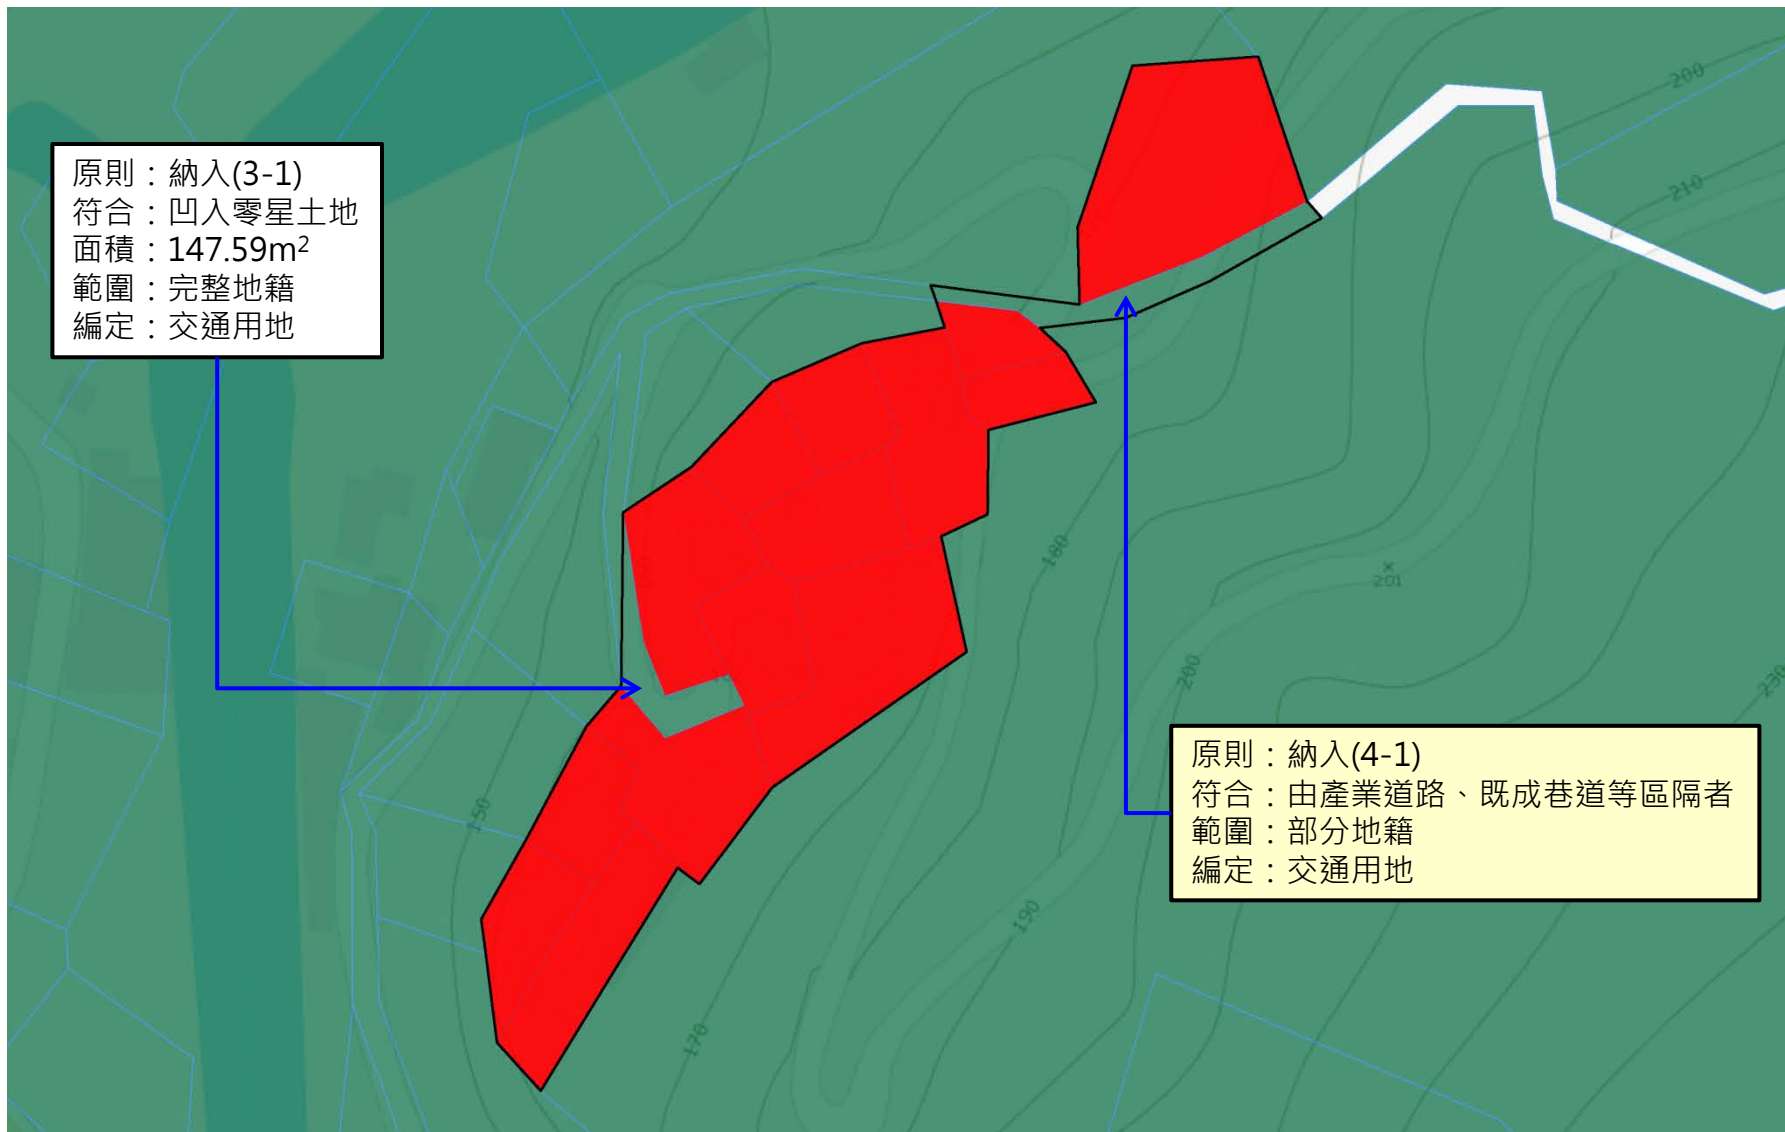 原則：納入(3-1)
符合：凹入零星土地
面積：147.59m²
範圍：完整地籍
編定：交通用地
原則：納入(4-1)
符合：由產業道路、既成巷道等區隔者
範圍：部分地籍
編定：交通用地
200
210
180
201
200
230
150
190
170